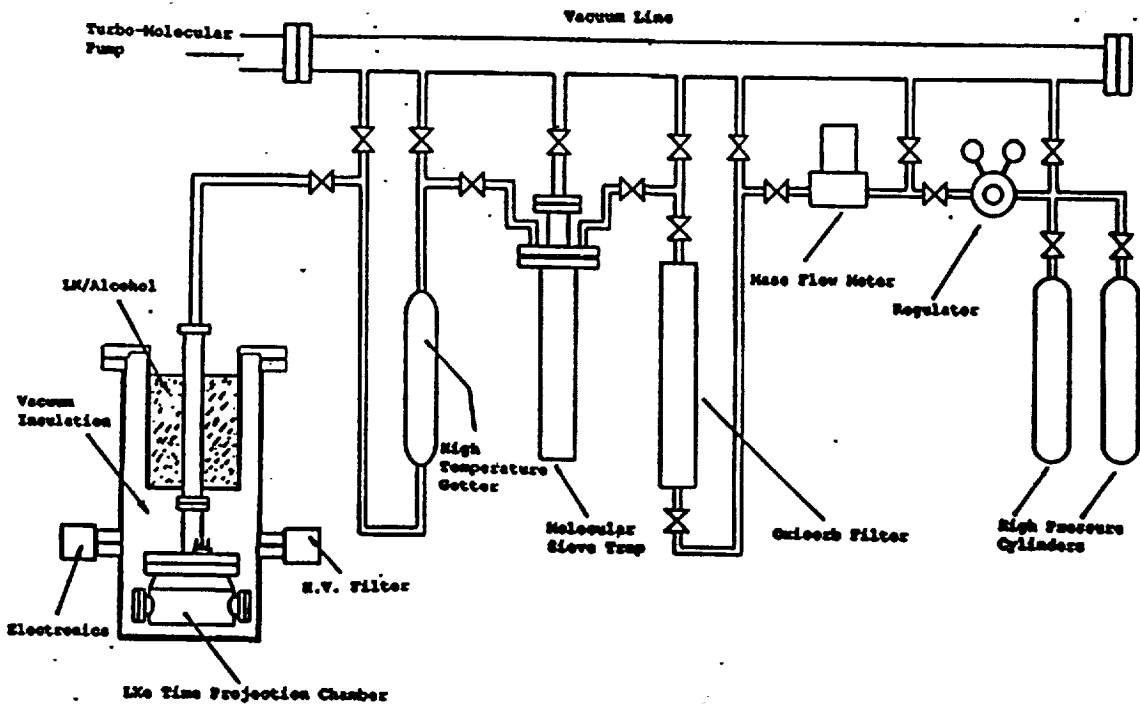 Vacuum Line
Turbo-Molecular
Pump
LN/Alcohol
Mass Flow Meter
Regulator
Vacuum
Insulation
High
Temperature
Getter
Molecular
Sieve Trap
Oxisorb Filter
High Pressure
Cylinders
H.V. Filter
Electronics
LXe Time Projection Chamber